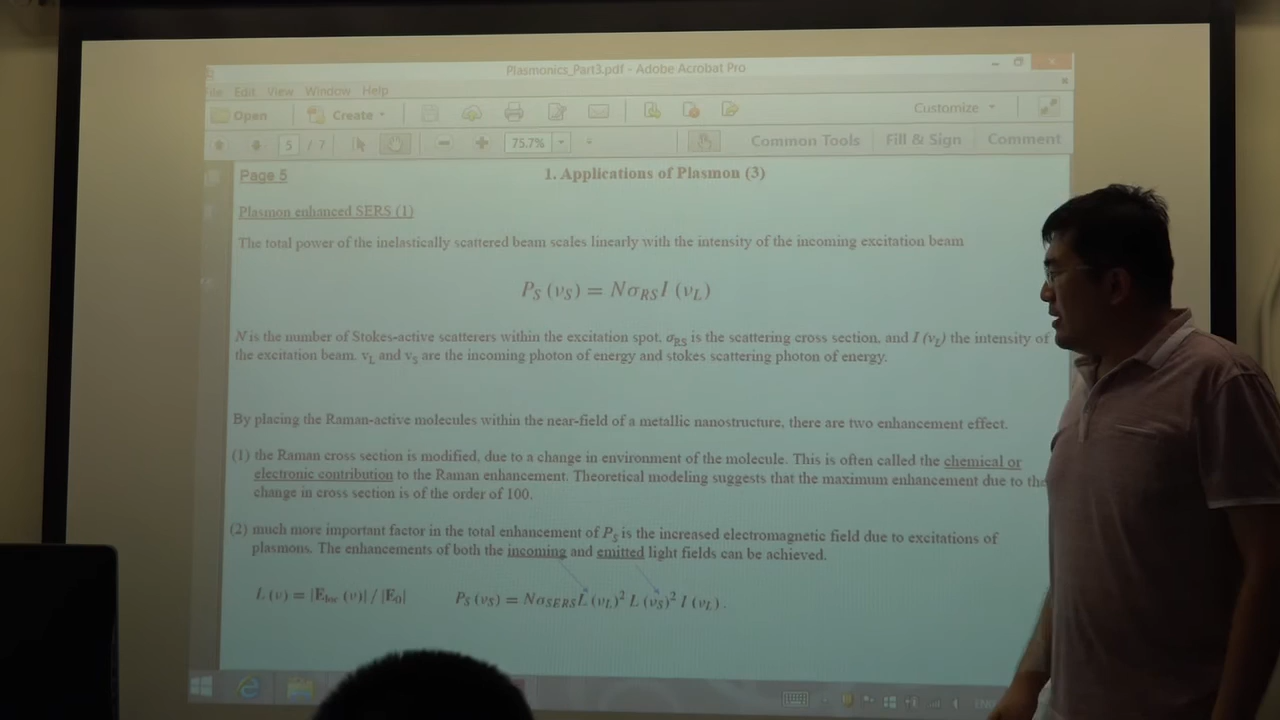 Plasmonics_Part3.pdf - Adobe Acrobat Pro
File Edit View Window Help
Open Create Customize
5 / 7 75.7% Common Tools Fill & Sign Comment
Page 5 1. Applications of Plasmon (3)
Plasmon enhanced SERS (1)
The total power of the inelastically scattered beam scales linearly with the intensity of the incoming excitation beam
P_S (ν_S) = Nσ_RS I (ν_L)
N is the number of Stokes-active scatterers within the excitation spot, σ_RS is the scattering cross section, and I (ν_L) the intensity of
the excitation beam. ν_L and ν_S are the incoming photon of energy and stokes scattering photon of energy.
By placing the Raman-active molecules within the near-field of a metallic nanostructure, there are two enhancement effect.
(1) the Raman cross section is modified, due to a change in environment of the molecule. This is often called the chemical or
electronic contribution to the Raman enhancement. Theoretical modeling suggests that the maximum enhancement due to the
change in cross section is of the order of 100.
(2) much more important factor in the total enhancement of P_S is the increased electromagnetic field due to excitations of
plasmons. The enhancements of both the incoming and emitted light fields can be achieved.
L (ν) = |E_loc (ν)| / |E_0| P_S (ν_S) = Nσ_SERS L (ν_L)² L (ν_S)² I (ν_L).